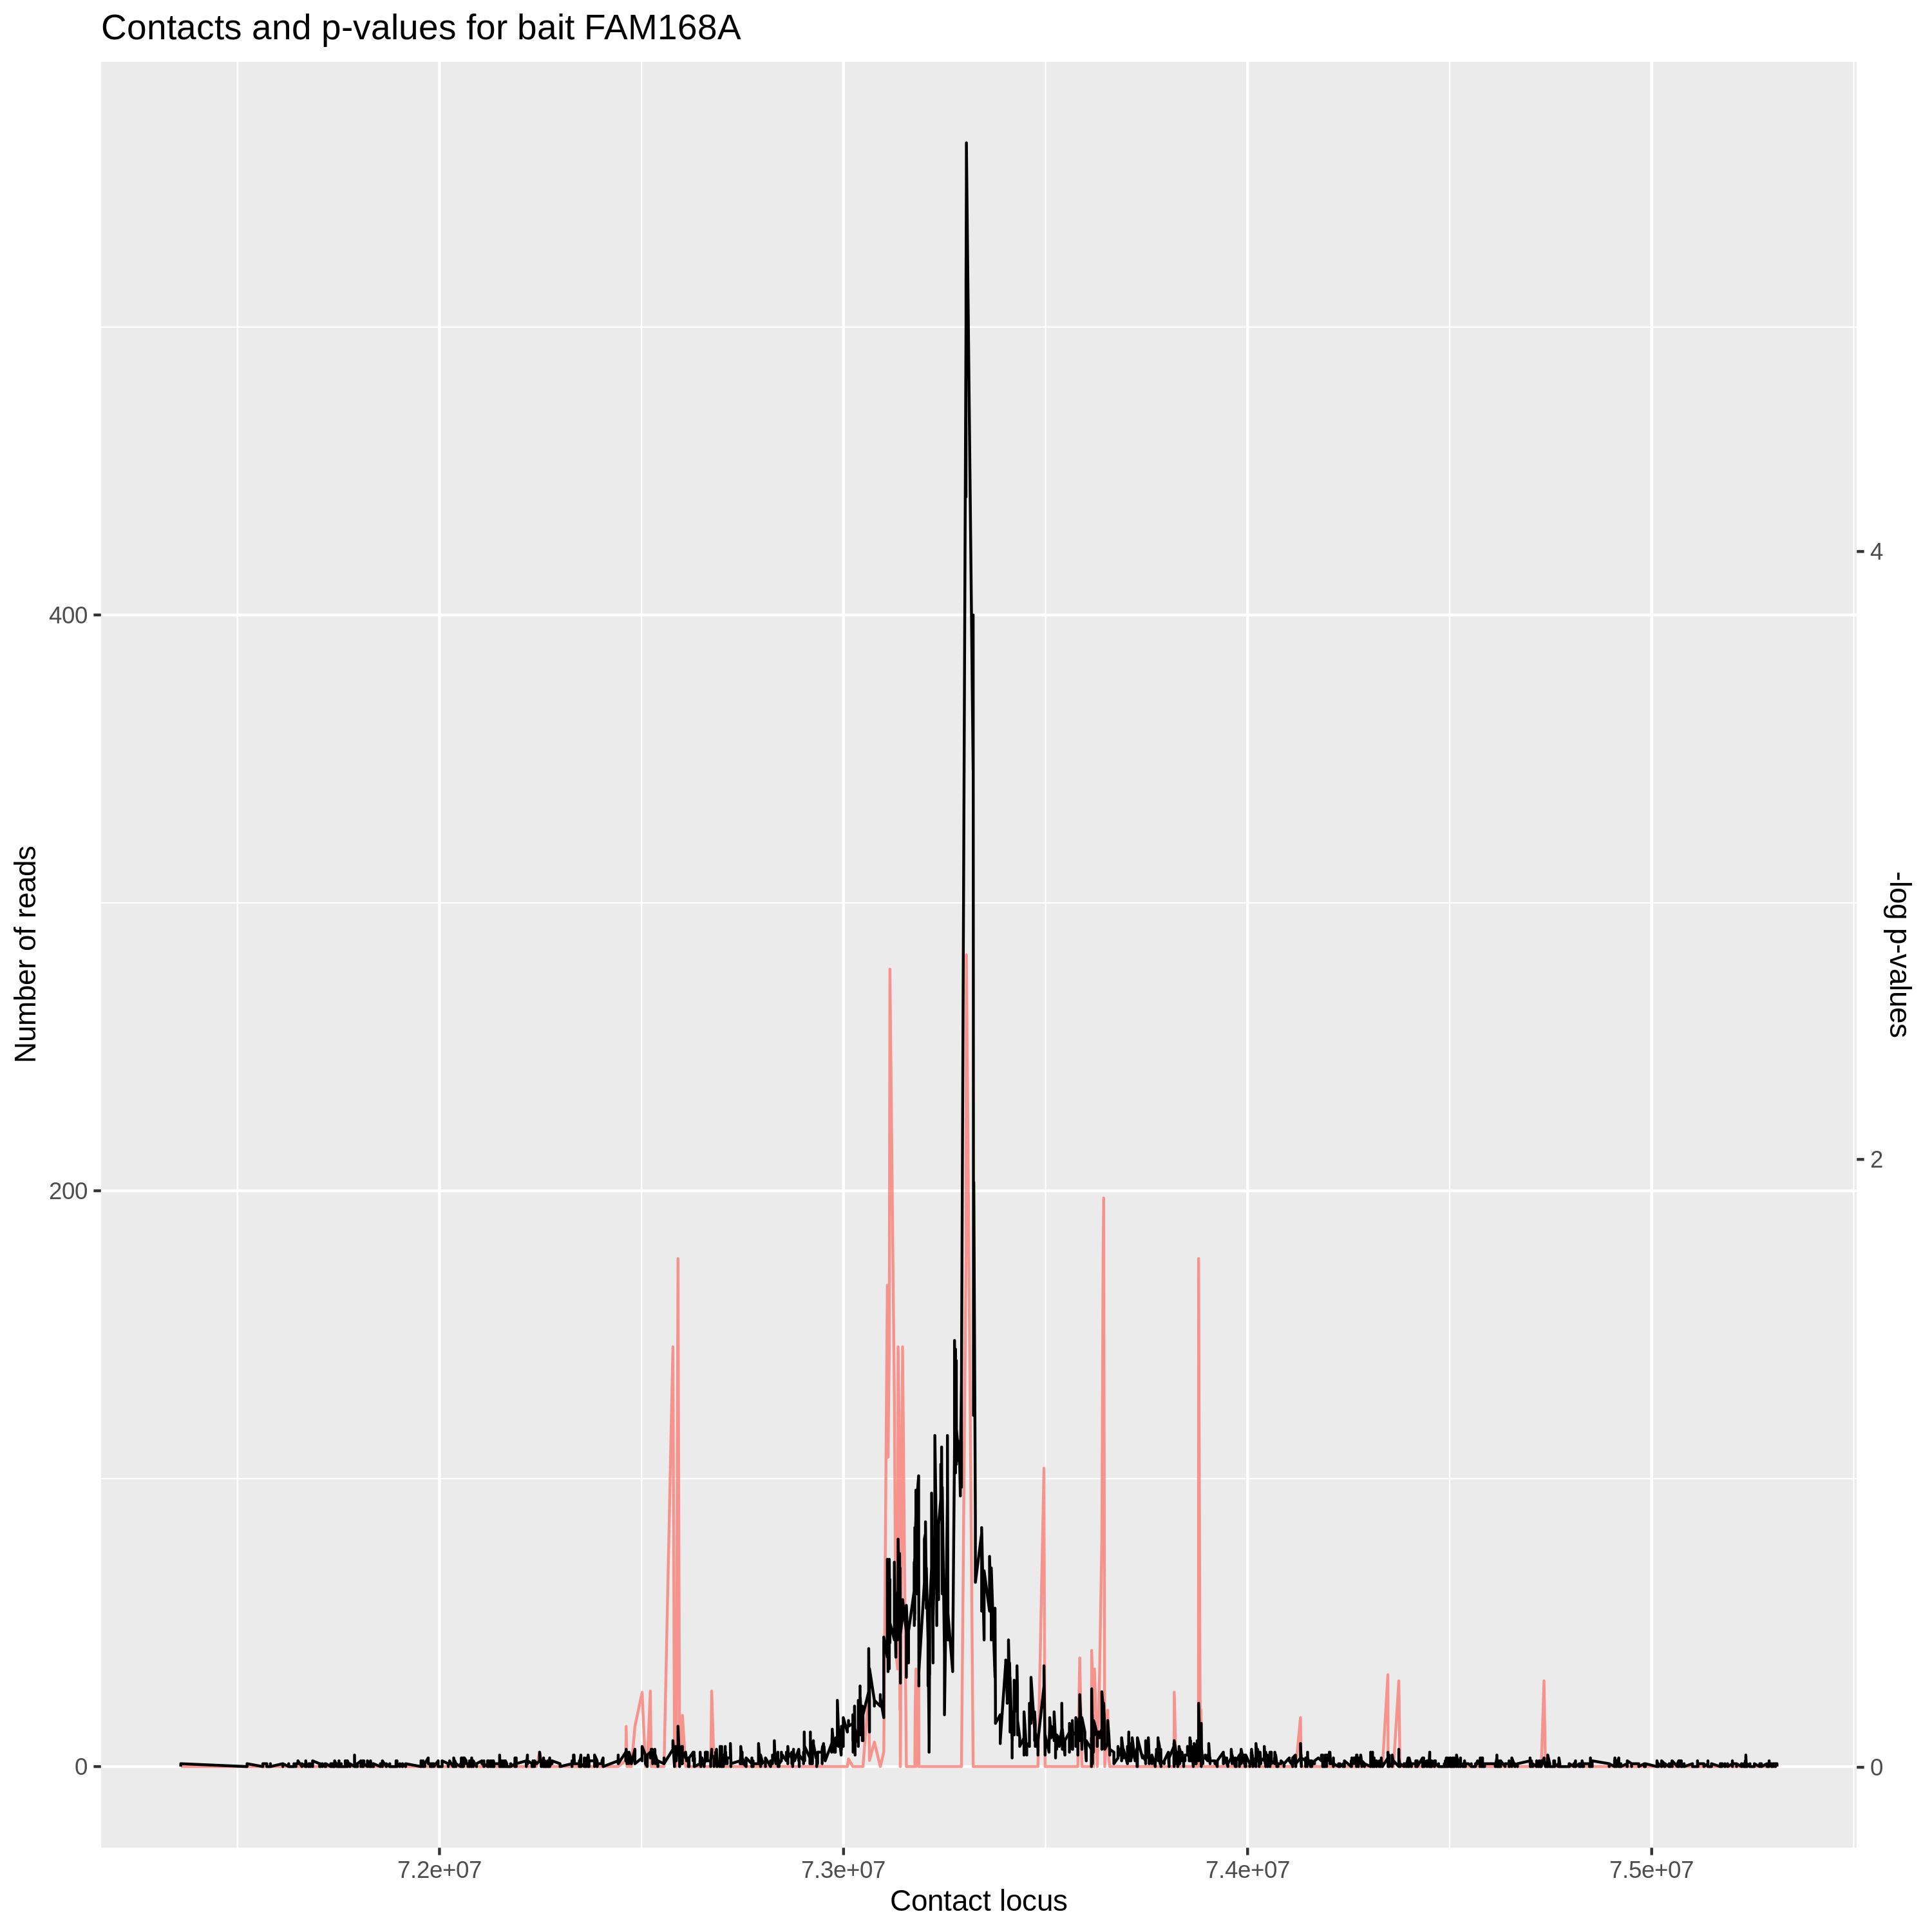 Contacts and p-values for bait FAM168A
400
200
0
Number of reads
4
2
0
-log p-values
7.2e+07 7.3e+07 7.4e+07 7.5e+07
Contact locus